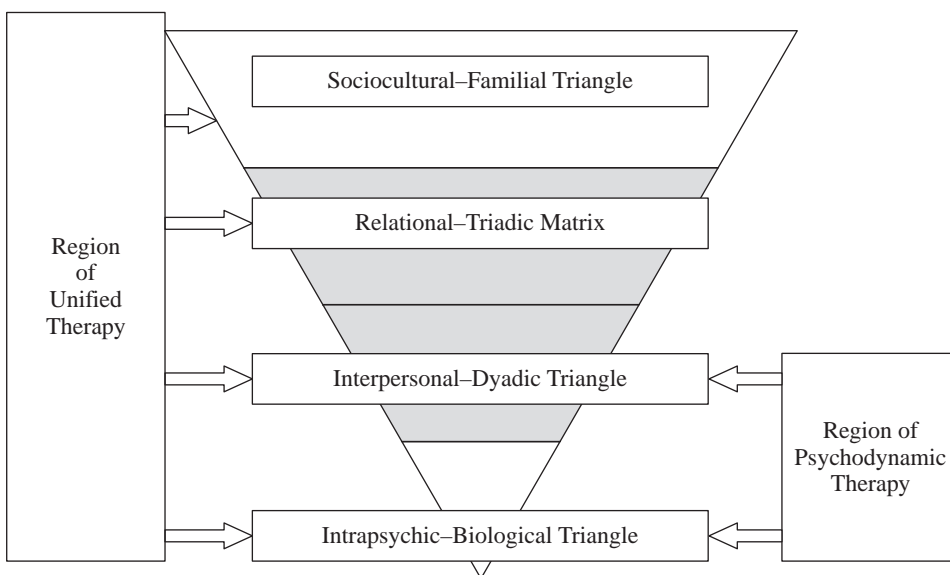 Sociocultural–Familial Triangle
Relational–Triadic Matrix
Region
of
Unified
Therapy
Interpersonal–Dyadic Triangle
Region of
Psychodynamic
Therapy
Intrapsychic–Biological Triangle